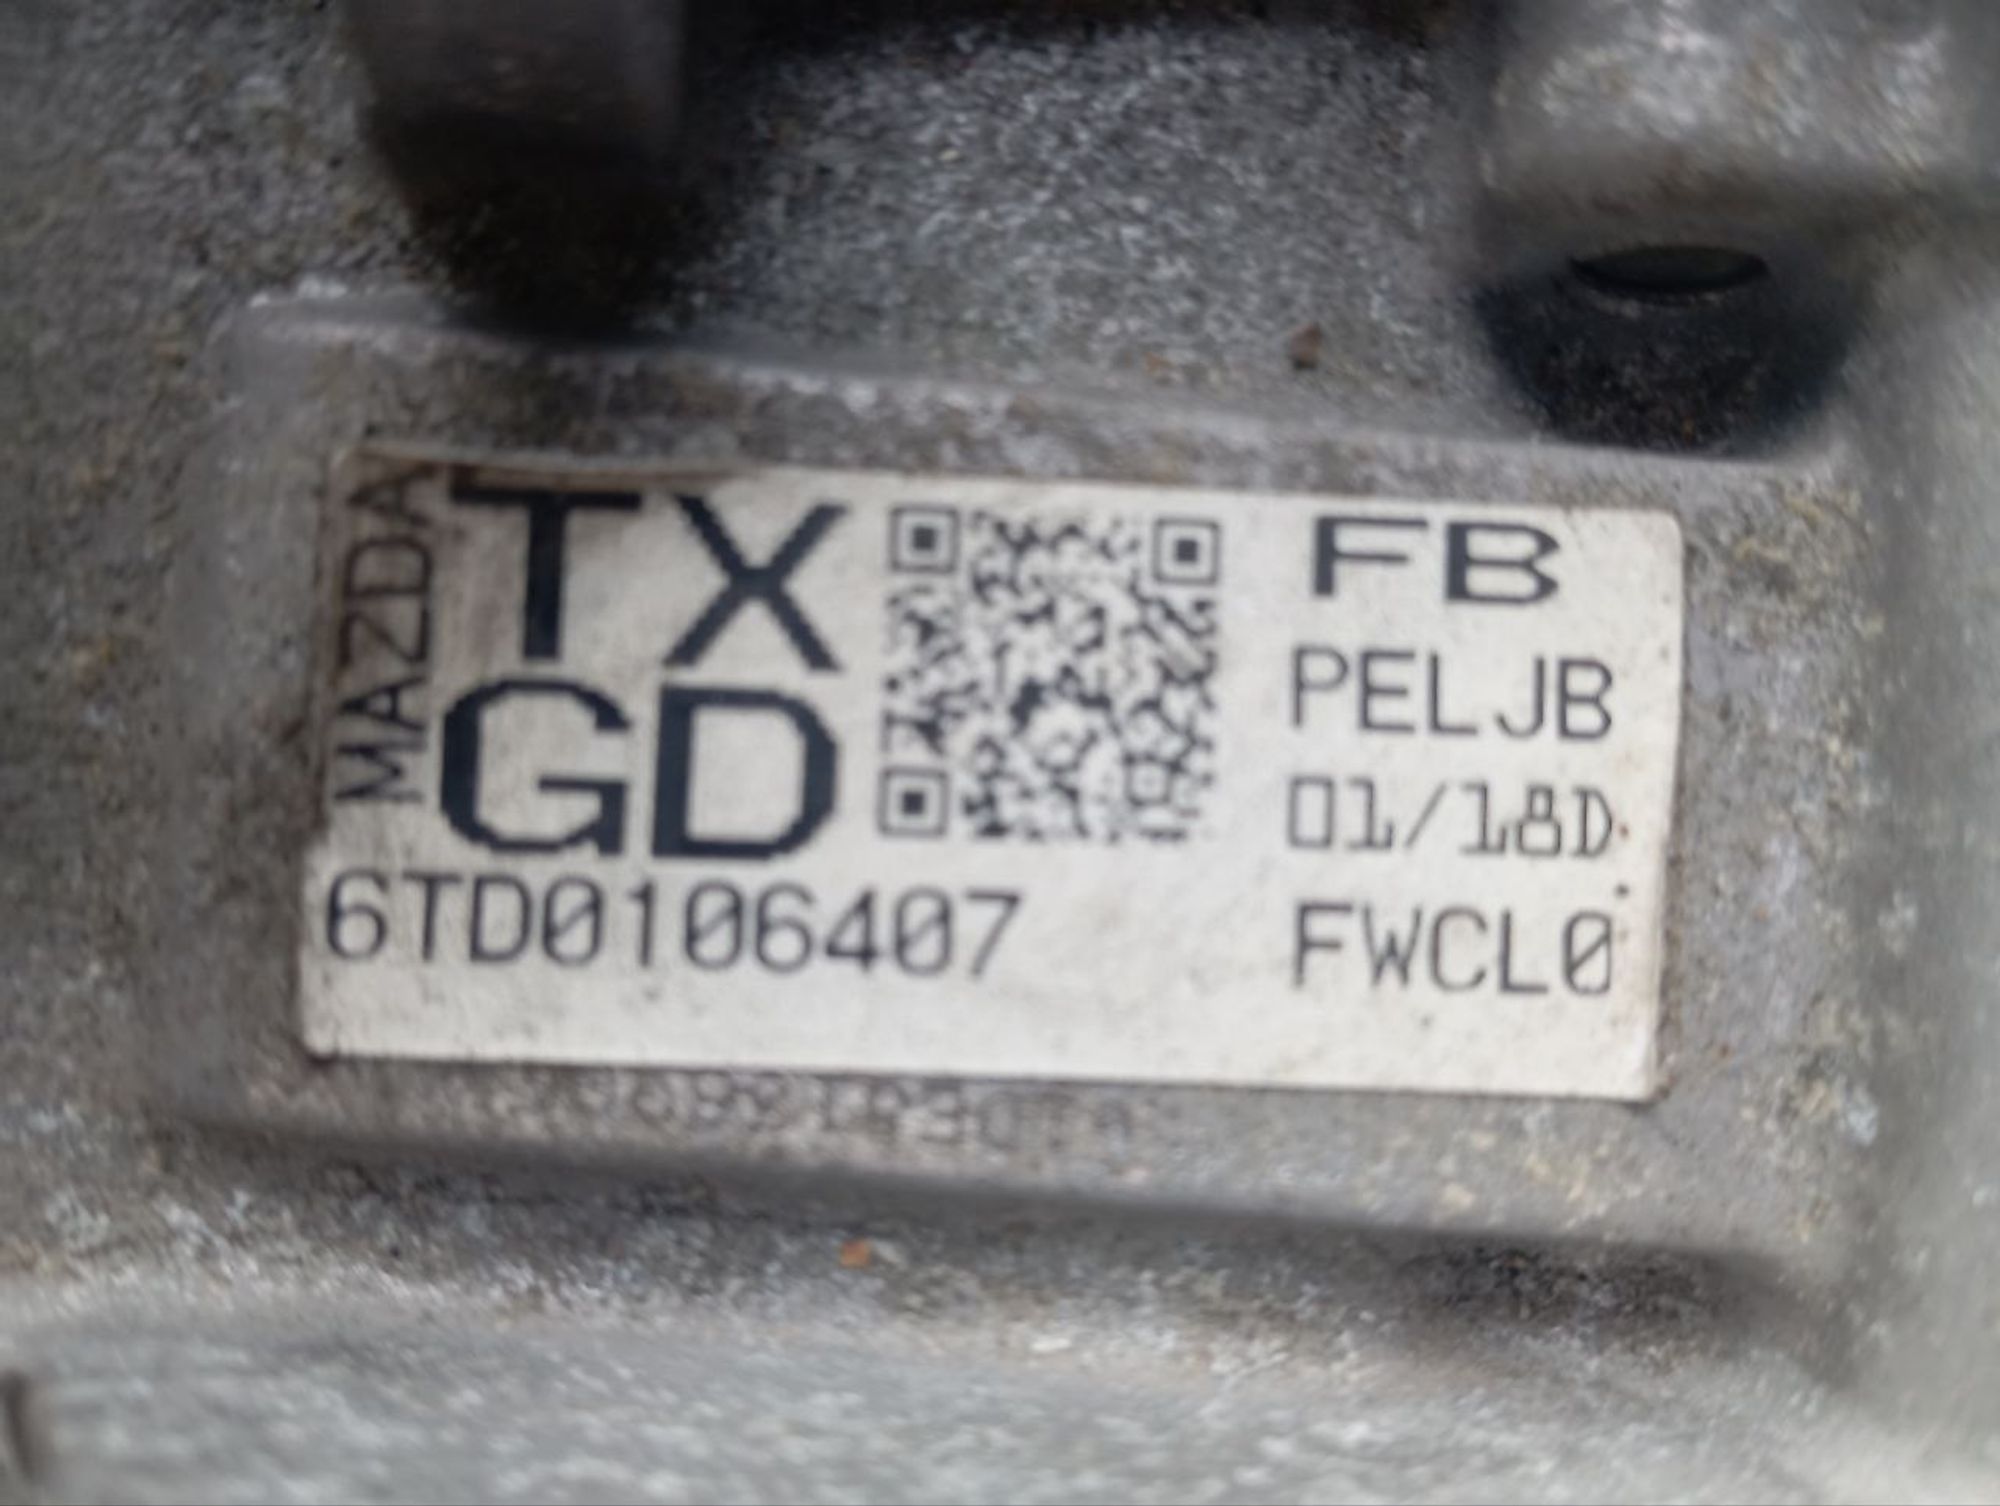 MAZDA
TX
GD
6TD0106407
FB
PELJB
01/18D
FWCL0